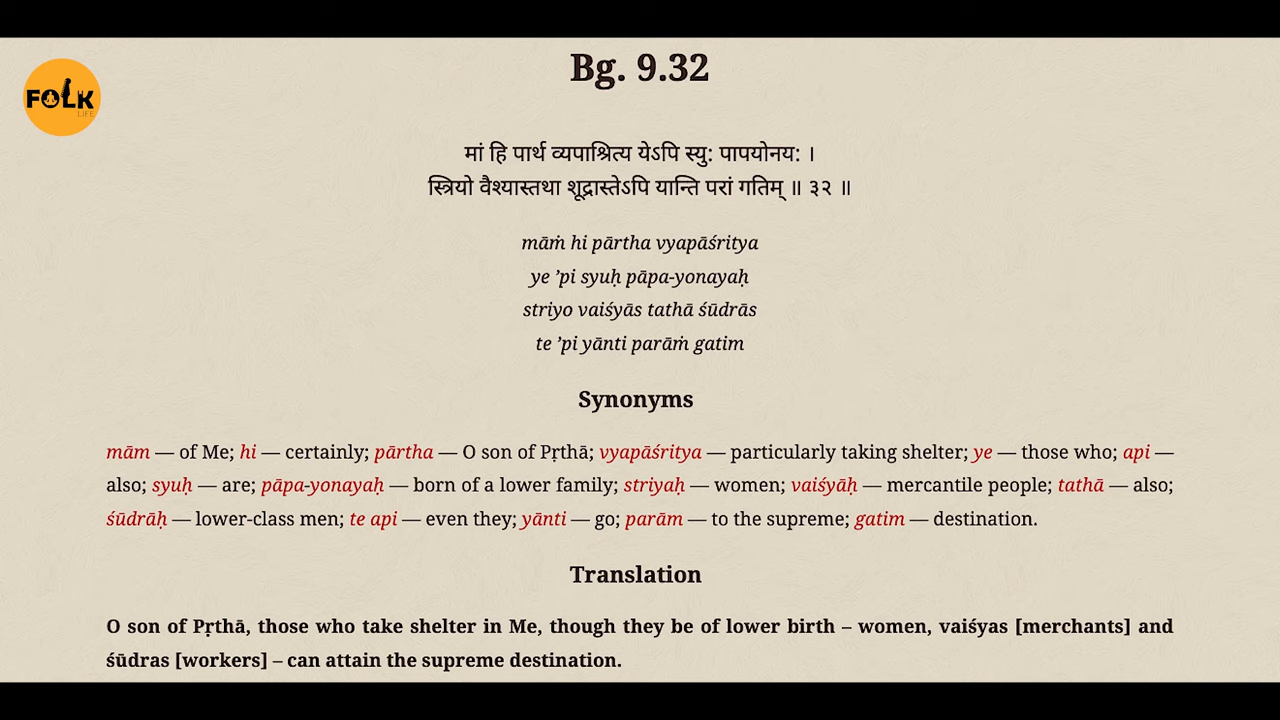 Bg. 9.32
FOLK
LIFE
मां हि पार्थ व्यपाश्रित्य येऽपि स्यु: पापयोनय: ।
स्त्रियो वैश्यास्तथा शूद्रास्तेऽपि यान्ति परां गतिम् ॥ ३२ ॥
māṁ hi pārtha vyapāśritya
ye ’pi syuḥ pāpa-yonayaḥ
striyo vaiśyās tathā śūdrās
te ’pi yānti parāṁ gatim
Synonyms
mām — of Me; hi — certainly; pārtha — O son of Pṛthā; vyapāśritya — particularly taking shelter; ye — those who; api —
also; syuḥ — are; pāpa-yonayaḥ — born of a lower family; striyaḥ — women; vaiśyāḥ — mercantile people; tathā — also;
śūdrāḥ — lower-class men; te api — even they; yānti — go; parām — to the supreme; gatim — destination.
Translation
O son of Pṛthā, those who take shelter in Me, though they be of lower birth – women, vaiśyas [merchants] and
śūdras [workers] – can attain the supreme destination.